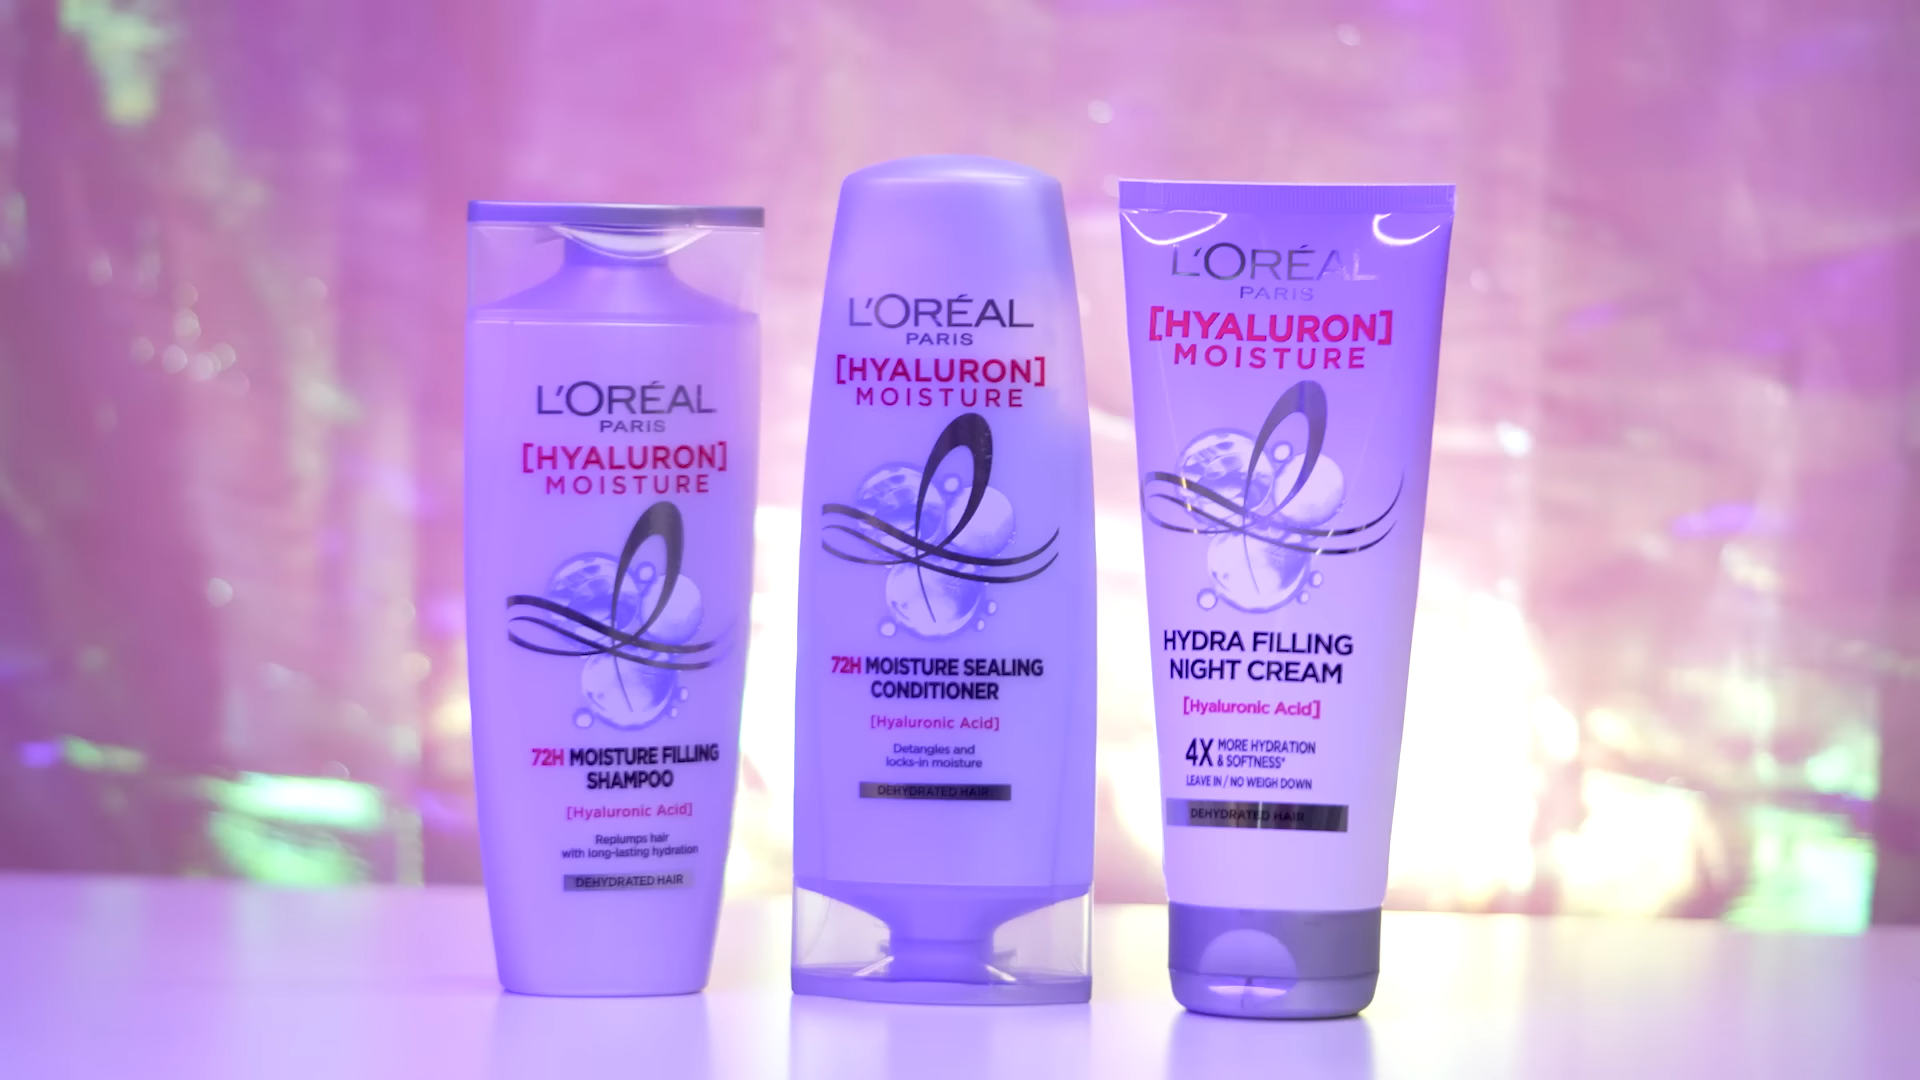 L'ORÉAL
PARIS
[HYALURON]
MOISTURE
72H MOISTURE FILLING
SHAMPOO
[Hyaluronic Acid]
Replumps hair
with long-lasting hydration
DEHYDRATED HAIR
L'ORÉAL
PARIS
[HYALURON]
MOISTURE
72H MOISTURE SEALING
CONDITIONER
[Hyaluronic Acid]
Detangles and
locks-in moisture
DEHYDRATED HAIR
L'ORÉAL
PARIS
[HYALURON]
MOISTURE
HYDRA FILLING
NIGHT CREAM
[Hyaluronic Acid]
4X MORE HYDRATION
& SOFTNESS*
LEAVE IN / NO WEIGH DOWN
DEHYDRATED HAIR